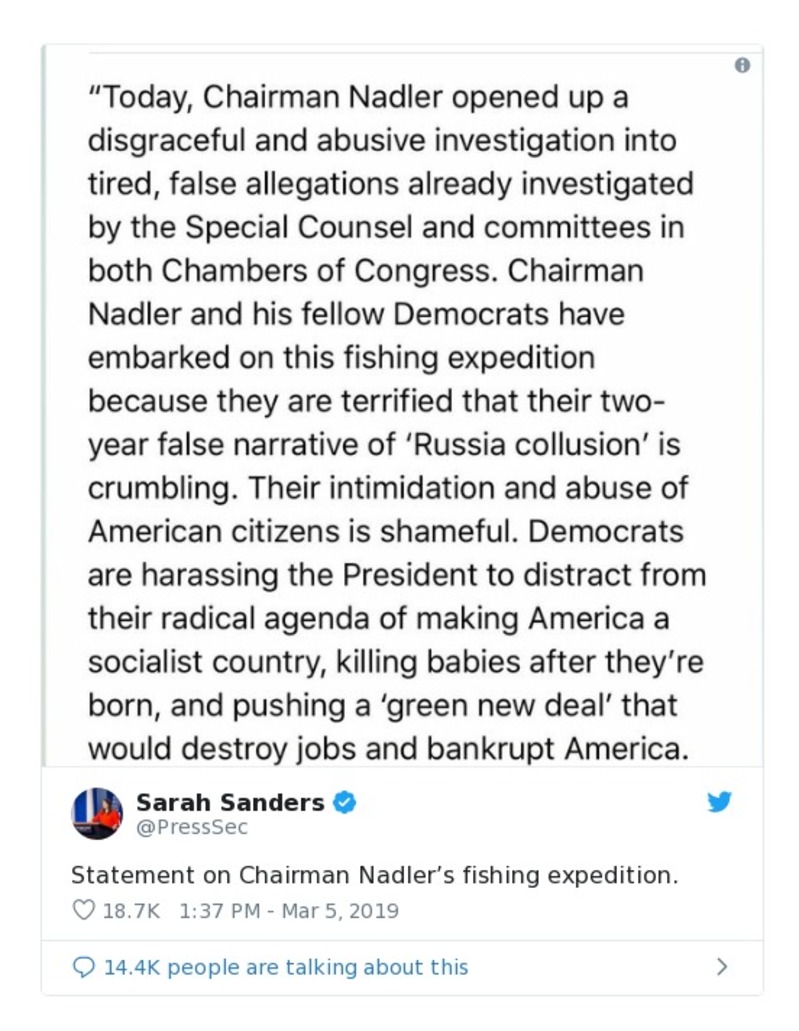 “Today, Chairman Nadler opened up a
disgraceful and abusive investigation into
tired, false allegations already investigated
by the Special Counsel and committees in
both Chambers of Congress. Chairman
Nadler and his fellow Democrats have
embarked on this fishing expedition
because they are terrified that their two-
year false narrative of ‘Russia collusion’ is
crumbling. Their intimidation and abuse of
American citizens is shameful. Democrats
are harassing the President to distract from
their radical agenda of making America a
socialist country, killing babies after they’re
born, and pushing a ‘green new deal’ that
would destroy jobs and bankrupt America.
Sarah Sanders
@PressSec
Statement on Chairman Nadler’s fishing expedition.
18.7K 1:37 PM - Mar 5, 2019
14.4K people are talking about this